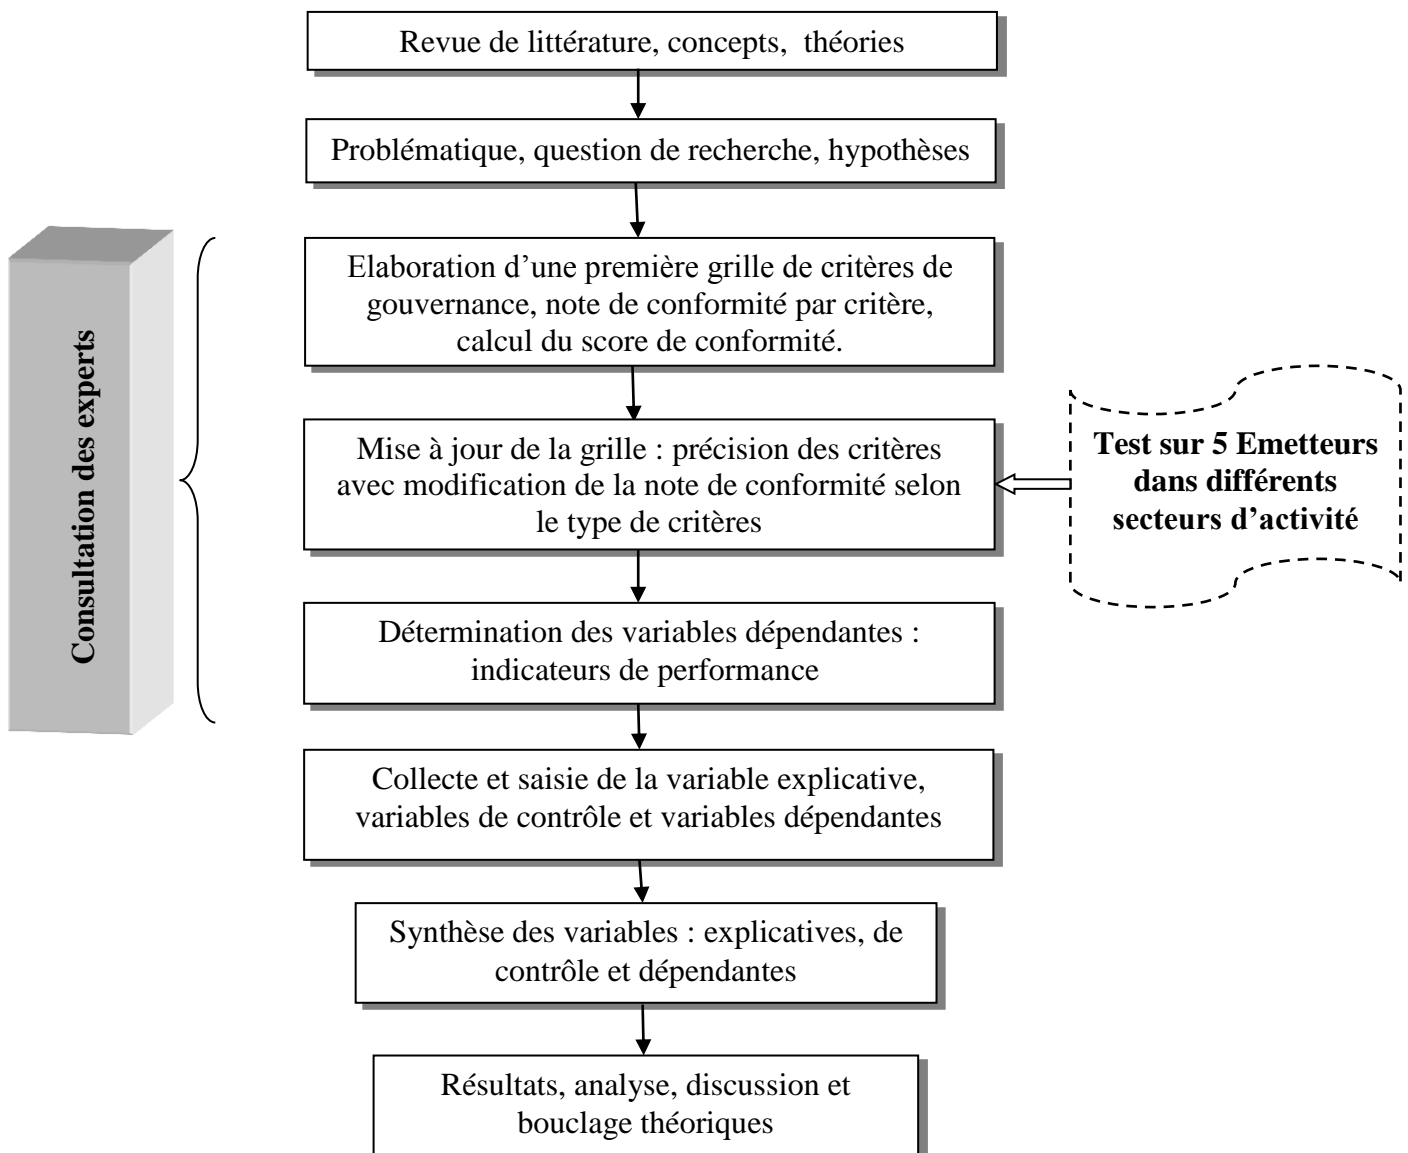 Revue de littérature, concepts, théories
Problématique, question de recherche, hypothèses
Elaboration d’une première grille de critères de
gouvernance, note de conformité par critère,
calcul du score de conformité.
Consultation des experts
Mise à jour de la grille : précision des critères
avec modification de la note de conformité selon
le type de critères
Test sur 5 Emetteurs
dans différents
secteurs d’activité
Détermination des variables dépendantes :
indicateurs de performance
Collecte et saisie de la variable explicative,
variables de contrôle et variables dépendantes
Synthèse des variables : explicatives, de
contrôle et dépendantes
Résultats, analyse, discussion et
bouclage théoriques